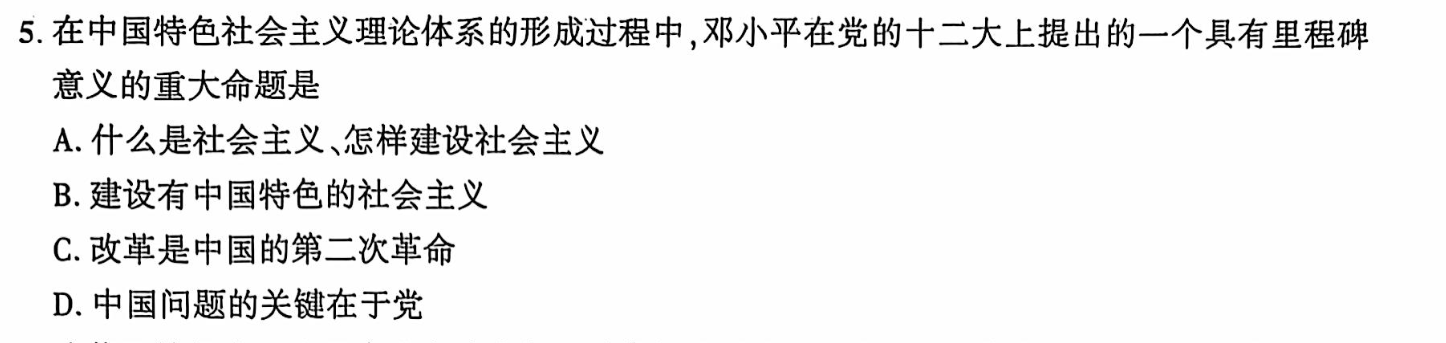 5. 在中国特色社会主义理论体系的形成过程中,邓小平在党的十二大上提出的一个具有里程碑
意义的重大命题是
A. 什么是社会主义、怎样建设社会主义
B. 建设有中国特色的社会主义
C. 改革是中国的第二次革命
D. 中国问题的关键在于党